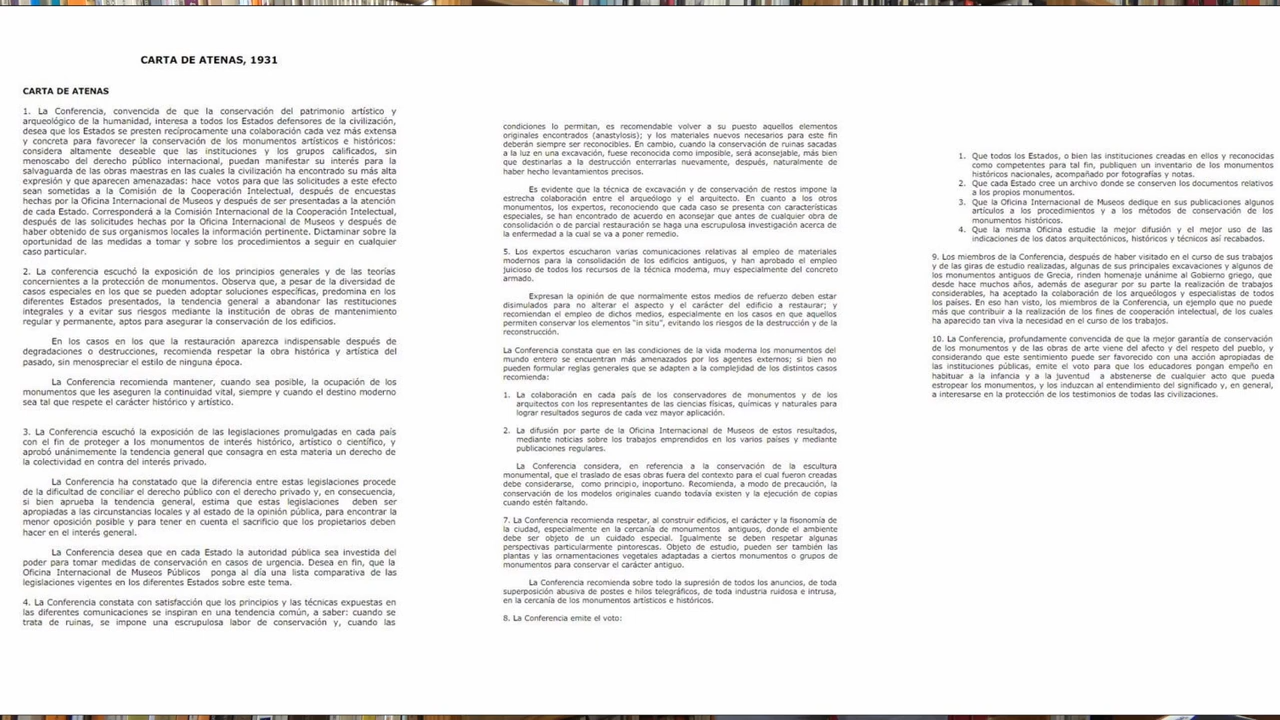 CARTA DE ATENAS, 1931
CARTA DE ATENAS
1. La Conferencia, convencida de que la conservación del patrimonio artístico y
arqueológico de la humanidad, interesa a todos los Estados defensores de la civilización,
desea que los Estados se presten recíprocamente una colaboración cada vez más extensa
y concreta para favorecer la conservación de los monumentos artísticos e históricos:
considera altamente deseable que las instituciones y los grupos calificados, sin
menoscabo del derecho público internacional, puedan manifestar su interés para la
salvaguarda de las obras maestras en las cuales la civilización ha encontrado su más alta
expresión y que aparecen amenazadas: hace votos para que las solicitudes a este efecto
sean sometidas a la Comisión de la Cooperación Intelectual, después de encuestas
hechas por la Oficina Internacional de Museos y después de ser presentadas a la atención
de cada Estado. Corresponderá a la Comisión Internacional de la Cooperación Intelectual,
después de las solicitudes hechas por la Oficina Internacional de Museos y después de
haber obtenido de sus organismos locales la información pertinente. Dictaminar sobre la
oportunidad de las medidas a tomar y sobre los procedimientos a seguir en cualquier
caso particular.
2. La conferencia escuchó la exposición de los principios generales y de las teorías
concernientes a la protección de monumentos. Observa que, a pesar de la diversidad de
casos especiales en los que se pueden adoptar soluciones específicas, predomina en los
diferentes Estados presentados, la tendencia general a abandonar las restituciones
integrales y a evitar sus riesgos mediante la institución de obras de mantenimiento
regular y permanente, aptos para asegurar la conservación de los edificios.
En los casos en los que la restauración aparezca indispensable después de
degradaciones o destrucciones, recomienda respetar la obra histórica y artística del
pasado, sin menospreciar el estilo de ninguna época.
La Conferencia recomienda mantener, cuando sea posible, la ocupación de los
monumentos que les aseguren la continuidad vital, siempre y cuando el destino moderno
sea tal que respete el carácter histórico y artístico.
3. La Conferencia escuchó la exposición de las legislaciones promulgadas en cada país
con el fin de proteger a los monumentos de interés histórico, artístico o científico, y
aprobó unánimemente la tendencia general que consagra en esta materia un derecho de
la colectividad en contra del interés privado.
La Conferencia ha constatado que la diferencia entre estas legislaciones procede
de la dificultad de conciliar el derecho público con el derecho privado y, en consecuencia,
si bien aprueba la tendencia general, estima que estas legislaciones deben ser
apropiadas a las circunstancias locales y al estado de la opinión pública, para encontrar la
menor oposición posible y para tener en cuenta el sacrificio que los propietarios deben
hacer en el interés general.
La Conferencia desea que en cada Estado la autoridad pública sea investida del
poder para tomar medidas de conservación en casos de urgencia. Desea en fin, que la
Oficina Internacional de Museos Públicos ponga al día una lista comparativa de las
legislaciones vigentes en los diferentes Estados sobre este tema.
4. La Conferencia constata con satisfacción que los principios y las técnicas expuestas en
las diferentes comunicaciones se inspiran en una tendencia común, a saber: cuando se
trata de ruinas, se impone una escrupulosa labor de conservación y, cuando las
condiciones lo permitan, es recomendable volver a su puesto aquellos elementos
originales encontrados (anastylosis); y los materiales nuevos necesarios para este fin
deberán siempre ser reconocibles. En cambio, cuando la conservación de ruinas sacadas
a la luz en una excavación, fuese reconocida como imposible, será aconsejable, más bien
que destinarlas a la destrucción enterrarlas nuevamente, después, naturalmente de
haber hecho levantamientos precisos.
Es evidente que la técnica de excavación y de conservación de restos impone la
estrecha colaboración entre el arqueólogo y el arquitecto. En cuanto a los otros
monumentos, los expertos, reconociendo que cada caso se presenta con características
especiales, se han encontrado de acuerdo en aconsejar que antes de cualquier obra de
consolidación o de parcial restauración se haga una escrupulosa investigación acerca de
la enfermedad a la cual se va a poner remedio.
5. Los expertos escucharon varias comunicaciones relativas al empleo de materiales
modernos para la consolidación de los edificios antiguos, y han aprobado el empleo
juicioso de todos los recursos de la técnica moderna, muy especialmente del concreto
armado.
Expresan la opinión de que normalmente estos medios de refuerzo deben estar
disimulados para no alterar el aspecto y el carácter del edificio a restaurar; y
recomiendan el empleo de dichos medios, especialmente en los casos en que aquellos
permiten conservar los elementos "in situ", evitando los riesgos de la destrucción y de la
reconstrucción.
La Conferencia constata que en las condiciones de la vida moderna los monumentos del
mundo entero se encuentran más amenazados por los agentes externos; si bien no
pueden formular reglas generales que se adapten a la complejidad de los distintos casos
recomienda:
1. La colaboración en cada país de los conservadores de monumentos y de los
arquitectos con los representantes de las ciencias físicas, químicas y naturales para
lograr resultados seguros de cada vez mayor aplicación.
2. La difusión por parte de la Oficina Internacional de Museos de estos resultados,
mediante noticias sobre los trabajos emprendidos en los varios países y mediante
publicaciones regulares.
La Conferencia considera, en referencia a la conservación de la escultura
monumental, que el traslado de esas obras fuera del contexto para el cual fueron creadas
debe considerarse, como principio, inoportuno. Recomienda, a modo de precaución, la
conservación de los modelos originales cuando todavía existen y la ejecución de copias
cuando estén faltando.
7. La Conferencia recomienda respetar, al construir edificios, el carácter y la fisonomía de
la ciudad, especialmente en la cercanía de monumentos antiguos, donde el ambiente
debe ser objeto de un cuidado especial. Igualmente se deben respetar algunas
perspectivas particularmente pintorescas. Objeto de estudio, pueden ser también las
plantas y las ornamentaciones vegetales adaptadas a ciertos monumentos o grupos de
monumentos para conservar el carácter antiguo.
La Conferencia recomienda sobre todo la supresión de todos los anuncios, de toda
superposición abusiva de postes e hilos telegráficos, de toda industria ruidosa e intrusa,
en la cercanía de los monumentos artísticos e históricos.
8. La Conferencia emite el voto:
1. Que todos los Estados, o bien las instituciones creadas en ellos y reconocidas
como competentes para tal fin, publiquen un inventario de los monumentos
históricos nacionales, acompañado por fotografías y notas.
2. Que cada Estado cree un archivo donde se conserven los documentos relativos
a los propios monumentos.
3. Que la Oficina Internacional de Museos dedique en sus publicaciones algunos
artículos a los procedimientos y a los métodos de conservación de los
monumentos históricos.
4. Que la misma Oficina estudie la mejor difusión y el mejor uso de las
indicaciones de los datos arquitectónicos, históricos y técnicos así recabados.
9. Los miembros de la Conferencia, después de haber visitado en el curso de sus trabajos
y de las giras de estudio realizadas, algunas de sus principales excavaciones y algunos de
los monumentos antiguos de Grecia, rinden homenaje unánime al Gobierno griego, que
desde hace muchos años, además de asegurar por su parte la realización de trabajos
considerables, ha aceptado la colaboración de los arqueólogos y especialistas de todos
los países. En eso han visto, los miembros de la Conferencia, un ejemplo que no puede
más que contribuir a la realización de los fines de cooperación intelectual, de los cuales
ha aparecido tan viva la necesidad en el curso de los trabajos.
10. La Conferencia, profundamente convencida de que la mejor garantía de conservación
de los monumentos y de las obras de arte viene del afecto y del respeto del pueblo, y
considerando que este sentimiento puede ser favorecido con una acción apropiadas de
las instituciones públicas, emite el voto para que los educadores pongan empeño en
habituar a la infancia y a la juventud a abstenerse de cualquier acto que pueda
estropear los monumentos, y los induzcan al entendimiento del significado y, en general,
a interesarse en la protección de los testimonios de todas las civilizaciones.